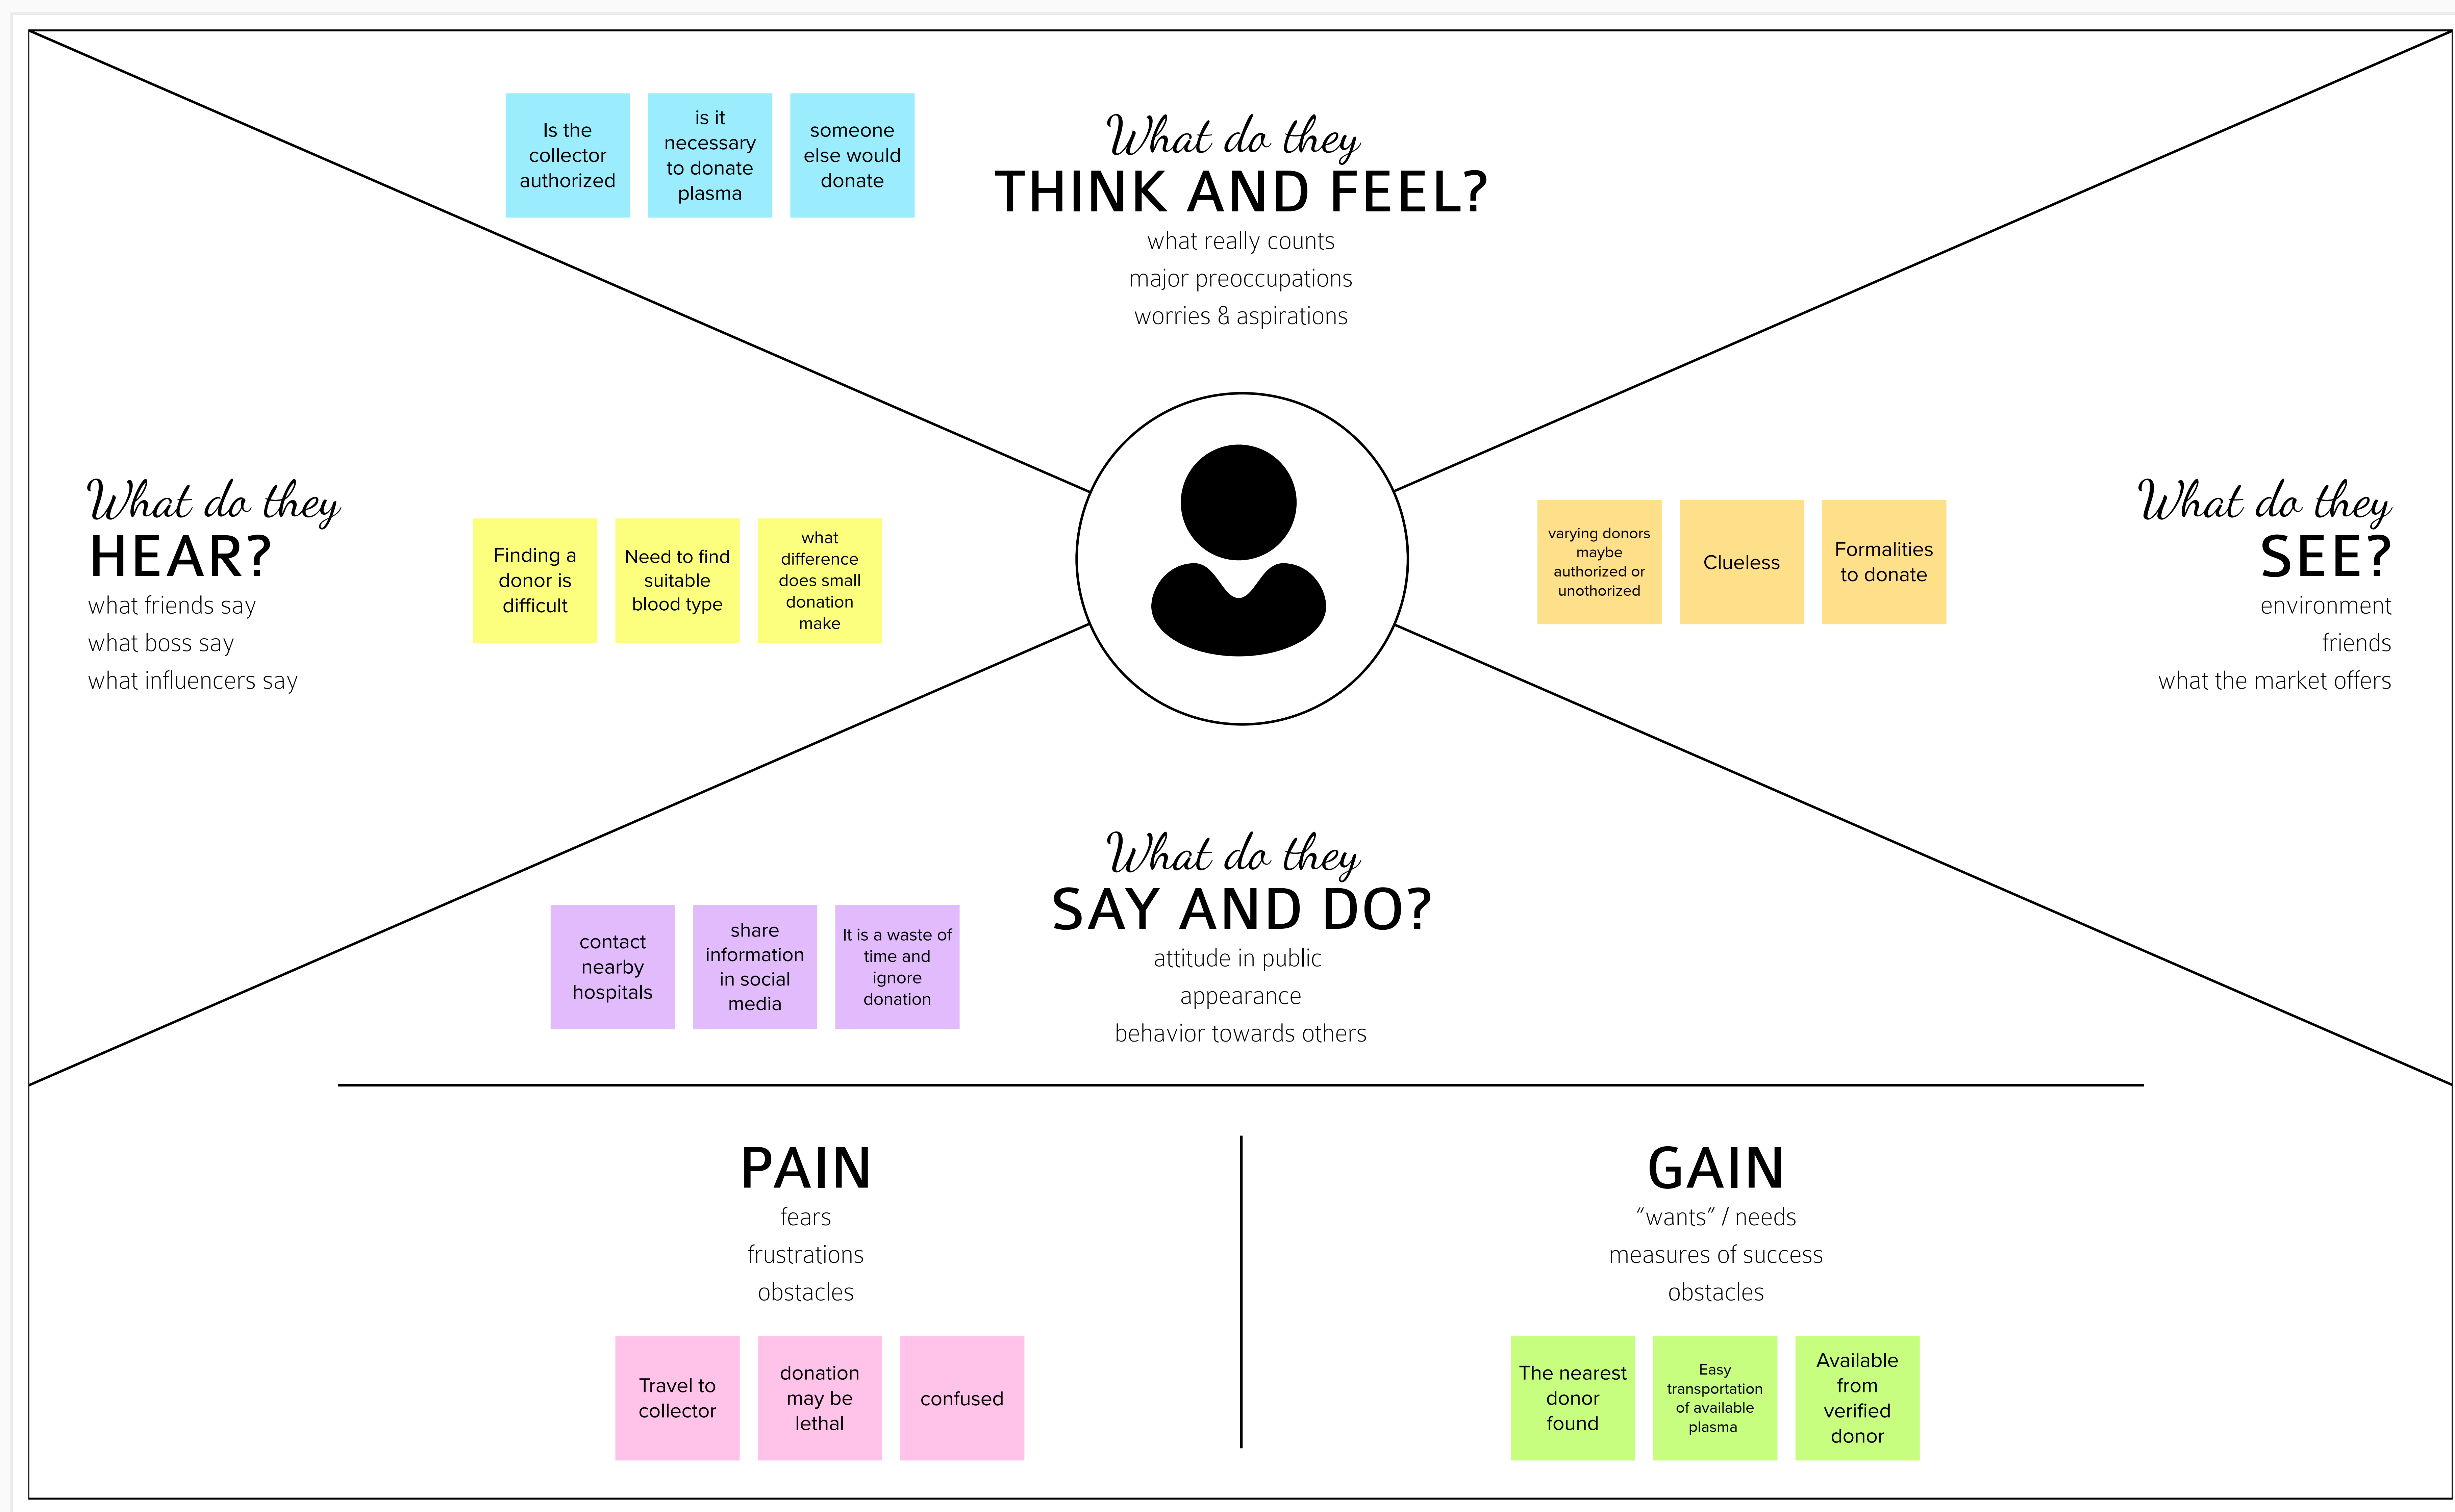 Is the
collector
authorized
is it
necessary
to donate
plasma
someone
else would
donate
What do they
THINK AND FEEL?
what really counts
major preoccupations
worries & aspirations
What do they
HEAR?
what friends say
what boss say
what influencers say
Finding a
donor is
difficult
Need to find
suitable
blood type
what
difference
does small
donation
make
varying donors
maybe
authorized or
unothorized
Clueless
Formalities
to donate
What do they
SEE?
environment
friends
what the market offers
What do they
SAY AND DO?
attitude in public
appearance
behavior towards others
contact
nearby
hospitals
share
information
in social
media
It is a waste of
time and
ignore
donation
PAIN
fears
frustrations
obstacles
Travel to
collector
donation
may be
lethal
confused
GAIN
“wants” / needs
measures of success
obstacles
The nearest
donor
found
Easy
transportation
of available
plasma
Available
from
verified
donor